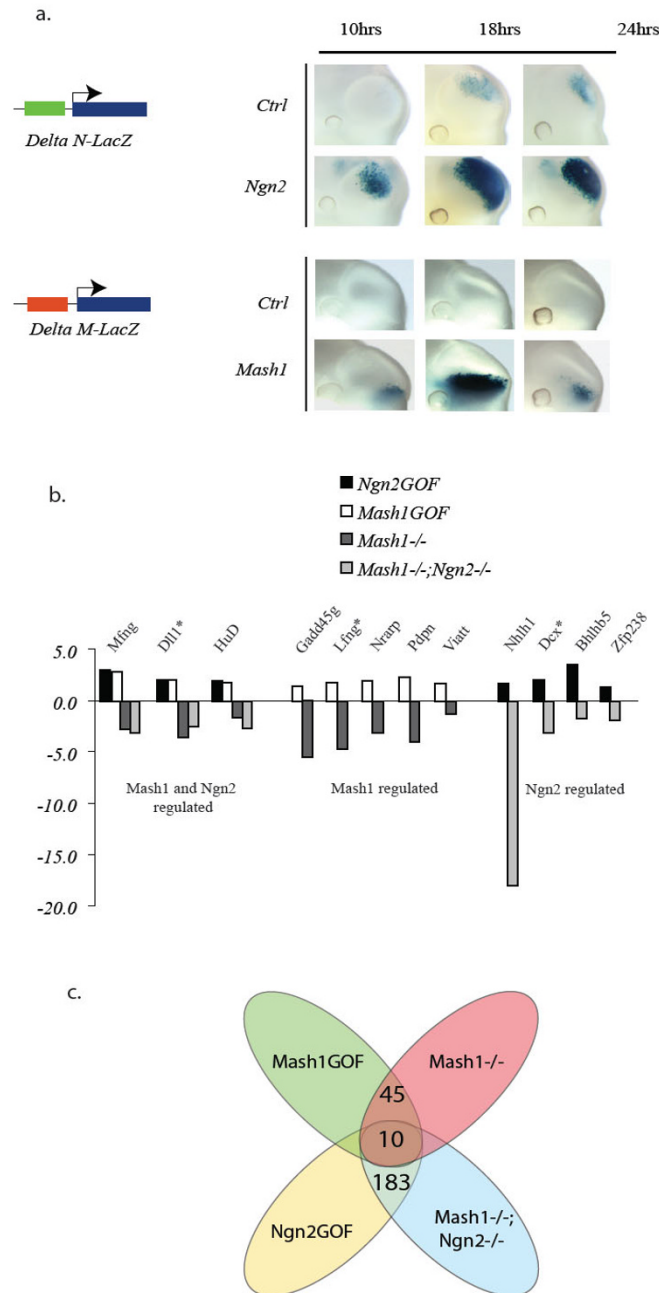 a.
10hrs 18hrs 24hrs
Ctrl
Delta N-LacZ
Ngn2
Ctrl
Delta M-LacZ
Mash1
b.
Ngn2GOF
Mash1GOF
Mash1-/-
Mash1-/-;Ngn2-/-
Mfng Dll1* HuD Gadd45g Lfng* Nrarp Pdpn Viatt Nhlh1 Dcx* Bhlhb5 Zfp238
5.0
0.0
-5.0
-10.0
-15.0
-20.0
Mash1 and Ngn2
regulated
Mash1 regulated
Ngn2 regulated
c.
Mash1GOF
Mash1-/-
45
10
183
Ngn2GOF
Mash1-/-;
Ngn2-/-